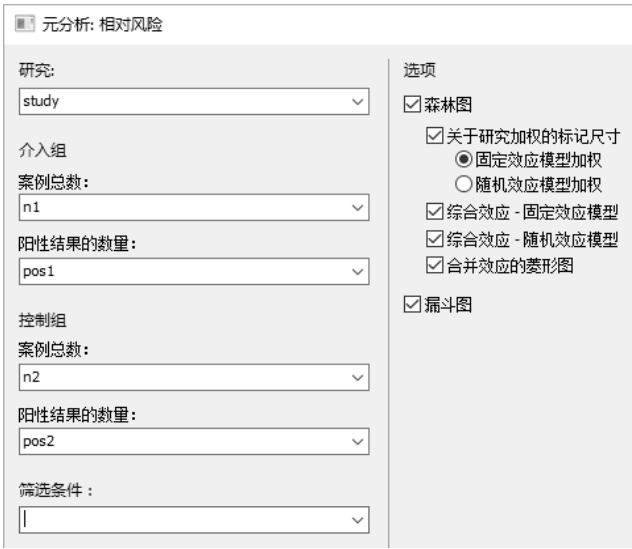 元分析: 相对风险
研究:
study
介入组
案例总数:
n1
阳性结果的数量:
pos1
控制组
案例总数:
n2
阳性结果的数量:
pos2
筛选条件:
选项
森林图
关于研究加权的标记尺寸
固定效应模型加权
随机效应模型加权
综合效应 - 固定效应模型
综合效应 - 随机效应模型
合并效应的菱形图
漏斗图